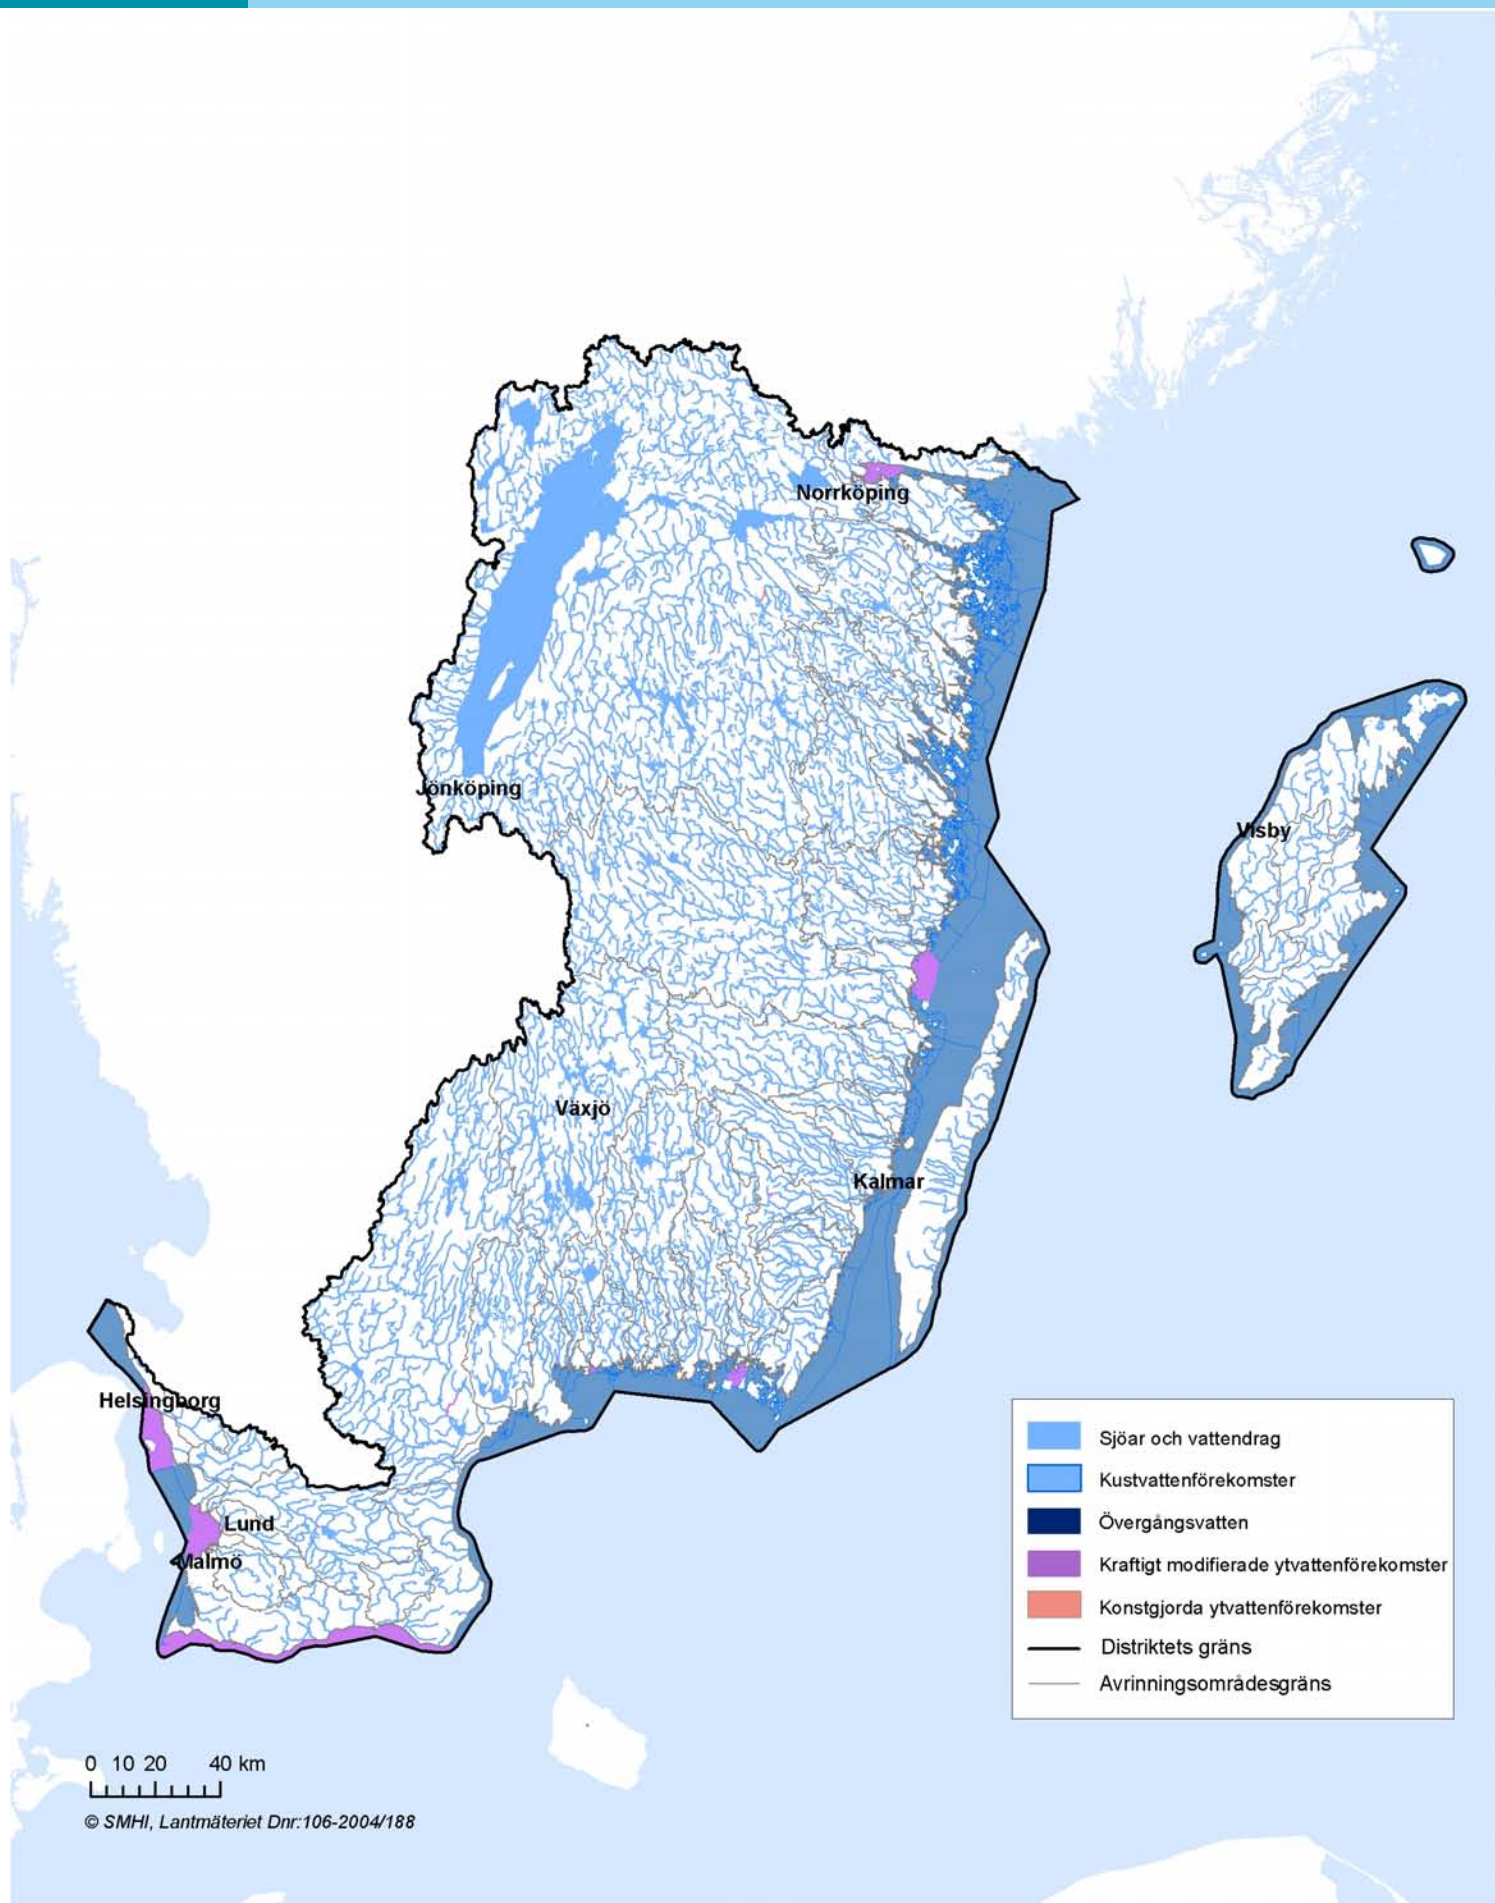 Norrköping
Jönköping
Visby
Växjö
Kalmar
Helsingborg
Lund
Malmö
Sjöar och vattendrag
Kustvattenförekomster
Övergångsvatten
Kraftigt modifierade ytvattenförekomster
Konstgjorda ytvattenförekomster
Distriktets gräns
Avrinningsområdesgräns
0 10 20 40 km
© SMHI, Lantmäteriet Dnr:106-2004/188